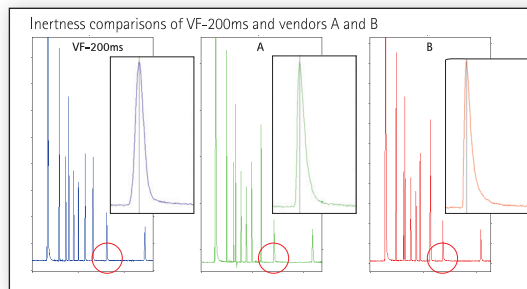 Inertness comparisons of VF-200ms and vendors A and B
VF-200ms
A
B